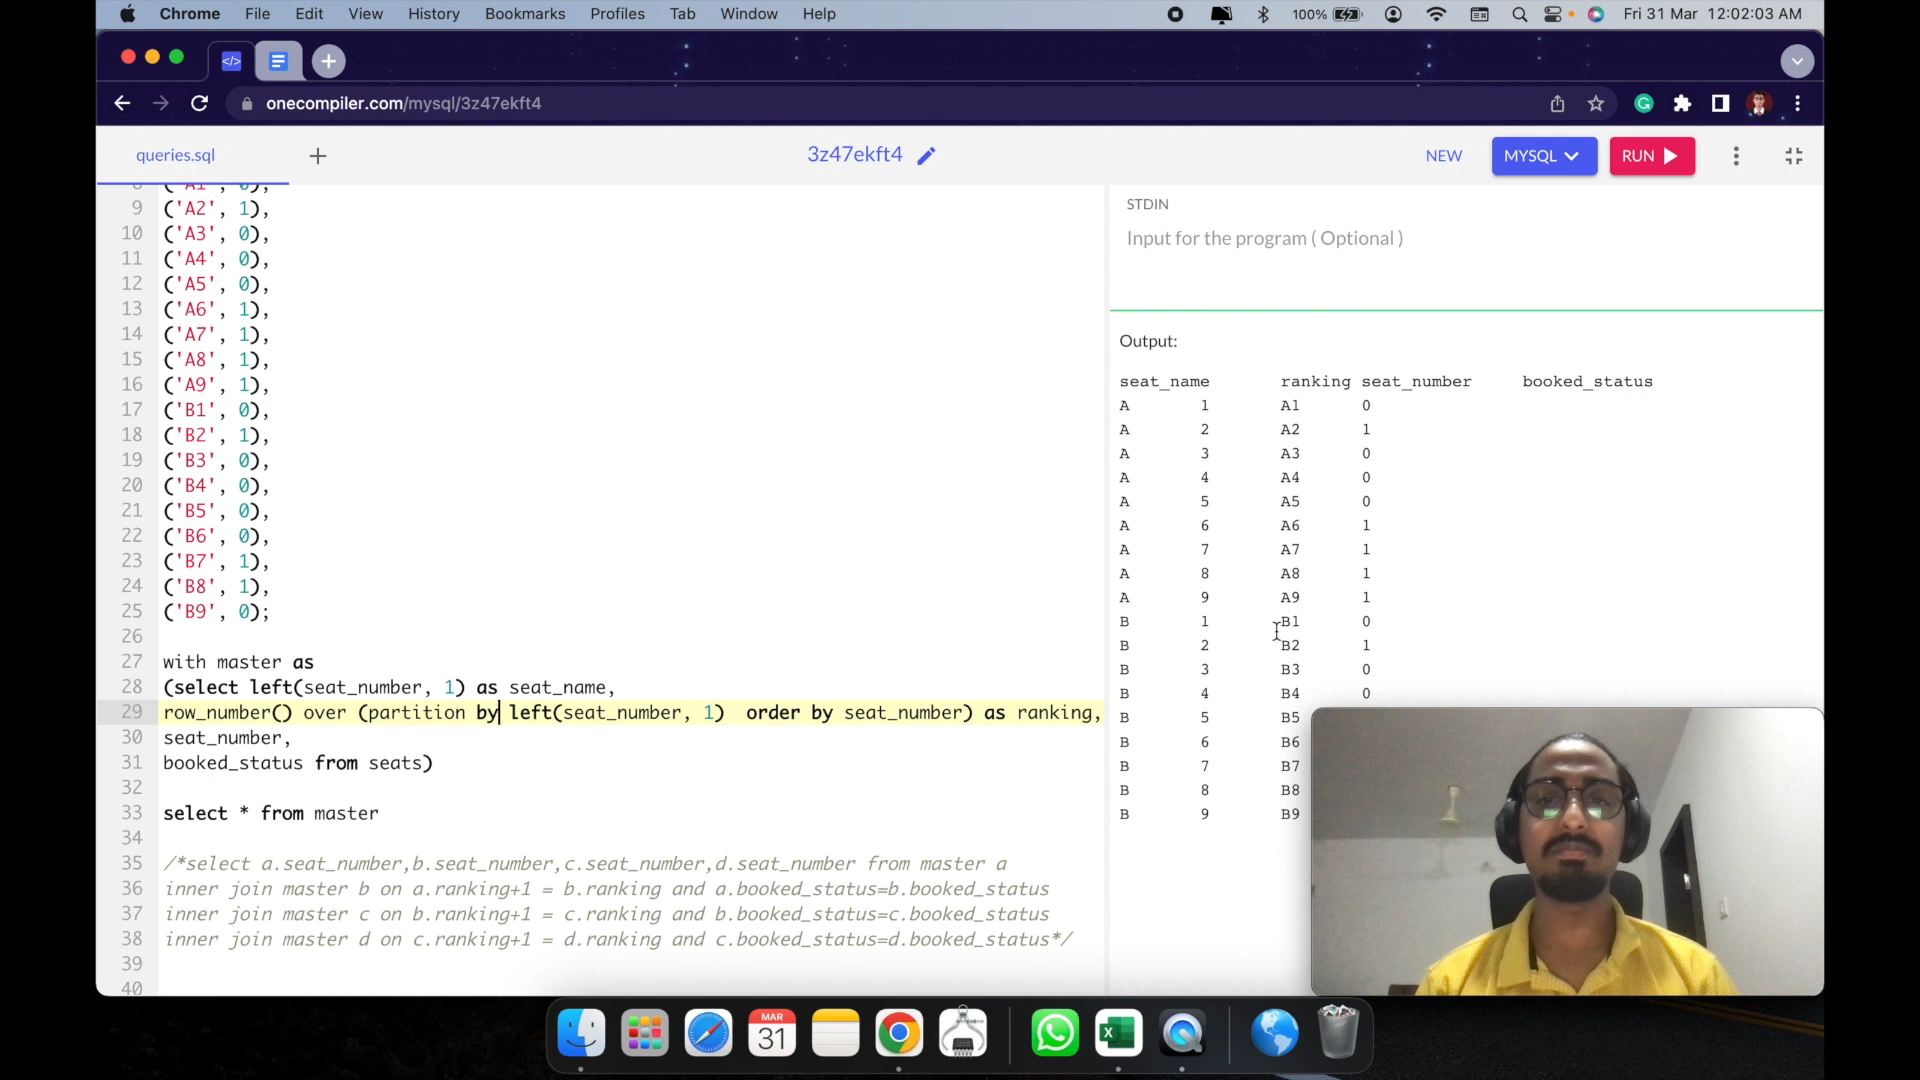 Chrome File Edit View History Bookmarks Profiles Tab Window Help 100% Fri 31 Mar 12:02:03 AM
</>
onecompiler.com/mysql/3z47ekft4
queries.sql 3z47ekft4 NEW MYSQL RUN
8 ('A1', 0),
9 ('A2', 1),
10 ('A3', 0),
11 ('A4', 0),
12 ('A5', 0),
13 ('A6', 1),
14 ('A7', 1),
15 ('A8', 1),
16 ('A9', 1),
17 ('B1', 0),
18 ('B2', 1),
19 ('B3', 0),
20 ('B4', 0),
21 ('B5', 0),
22 ('B6', 0),
23 ('B7', 1),
24 ('B8', 1),
25 ('B9', 0);
26
27 with master as
28 (select left(seat_number, 1) as seat_name,
29 row_number() over (partition by left(seat_number, 1) order by seat_number) as ranking,
30 seat_number,
31 booked_status from seats)
32
33 select * from master
34
35 /*select a.seat_number,b.seat_number,c.seat_number,d.seat_number from master a
36 inner join master b on a.ranking+1 = b.ranking and a.booked_status=b.booked_status
37 inner join master c on b.ranking+1 = c.ranking and b.booked_status=c.booked_status
38 inner join master d on c.ranking+1 = d.ranking and c.booked_status=d.booked_status*/
39
40
STDIN
Input for the program ( Optional )
Output:
seat_name ranking seat_number booked_status
A 1 A1 0
A 2 A2 1
A 3 A3 0
A 4 A4 0
A 5 A5 0
A 6 A6 1
A 7 A7 1
A 8 A8 1
A 9 A9 1
B 1 B1 0
B 2 B2 1
B 3 B3 0
B 4 B4 0
B 5 B5
B 6 B6
B 7 B7
B 8 B8
B 9 B9
MAR
31
X